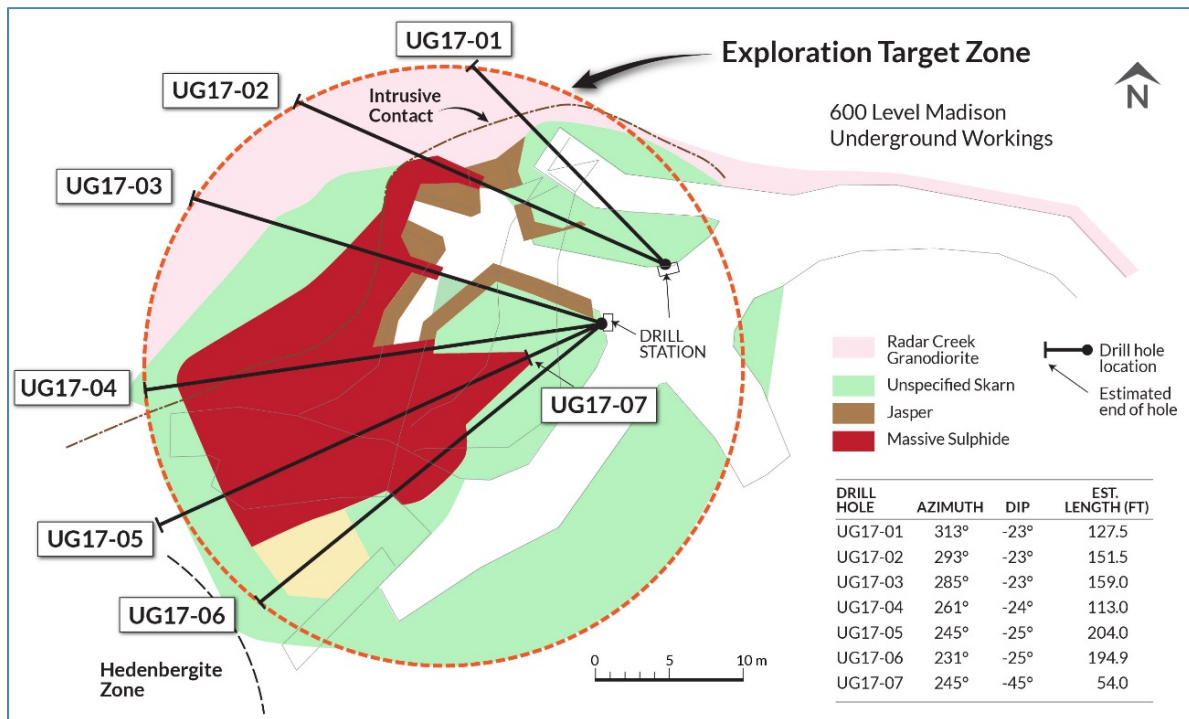 UG17-01
Exploration Target Zone
UG17-02
Intrusive
Contact
N
600 Level Madison
Underground Workings
UG17-03
DRILL
STATION
Radar Creek
Granodiorite
Unspecified Skarn
Jasper
Massive Sulphide
Drill hole
location
Estimated
end of hole
UG17-04
UG17-07
UG17-05
UG17-06
Hedenbergite
Zone
0 5 10 m
DRILL HOLE AZIMUTH DIP EST. LENGTH (FT)
UG17-01 313° -23° 127.5
UG17-02 293° -23° 151.5
UG17-03 285° -23° 159.0
UG17-04 261° -24° 113.0
UG17-05 245° -25° 204.0
UG17-06 231° -25° 194.9
UG17-07 245° -45° 54.0